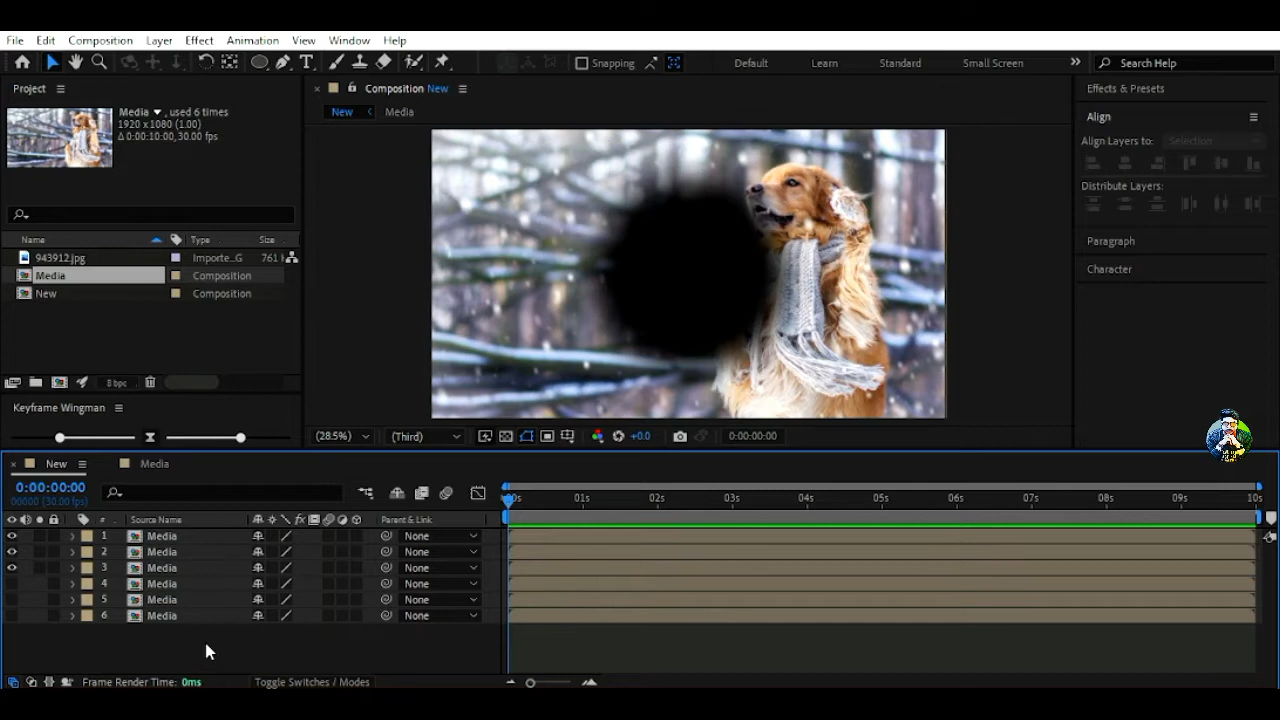 File Edit Composition Layer Effect Animation View Window Help
Snapping Default Learn Standard Small Screen Search Help
Project
Media , used 6 times
1920 x 1080 (1.00)
Δ 0:00:10:00, 30.00 fps
Name Type Size
943912.jpg Importe_G 761
Media Composition
New Composition
8 bpc
Keyframe Wingman
Composition New
New Media
(28.5%) (Third) +0.0 0:00:00:00
Effects & Presets
Align
Align Layers to: Selection
Distribute Layers:
Paragraph
Character
New Media
0:00:00:00
00000 (30.00 fps)
:00s 01s 02s 03s 04s 05s 06s 07s 08s 09s 10s
# Source Name fx Parent & Link
1 Media None
2 Media None
3 Media None
4 Media None
5 Media None
6 Media None
Frame Render Time: 0ms Toggle Switches / Modes